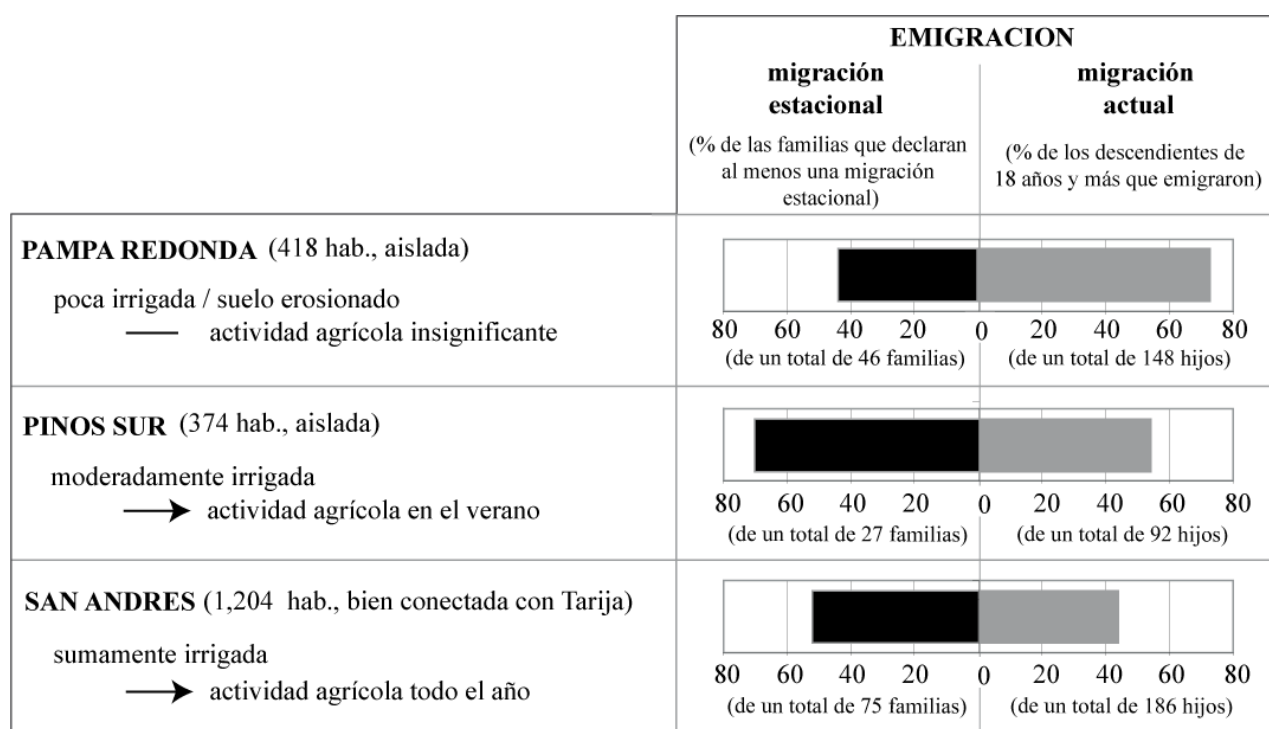 EMIGRACION
migración
estacional
migración
actual
(% de las familias que declaran
al menos una migración
estacional)
(% de los descendientes de
18 años y más que emigraron)
PAMPA REDONDA (418 hab., aislada)
poca irrigada / suelo erosionado
actividad agrícola insignificante
80 60 40 20 0 20 40 60 80
(de un total de 46 familias) (de un total de 148 hijos)
PINOS SUR (374 hab., aislada)
moderadamente irrigada
actividad agrícola en el verano
80 60 40 20 0 20 40 60 80
(de un total de 27 familias) (de un total de 92 hijos)
SAN ANDRES (1,204 hab., bien conectada con Tarija)
sumamente irrigada
actividad agrícola todo el año
80 60 40 20 0 20 40 60 80
(de un total de 75 familias) (de un total de 186 hijos)